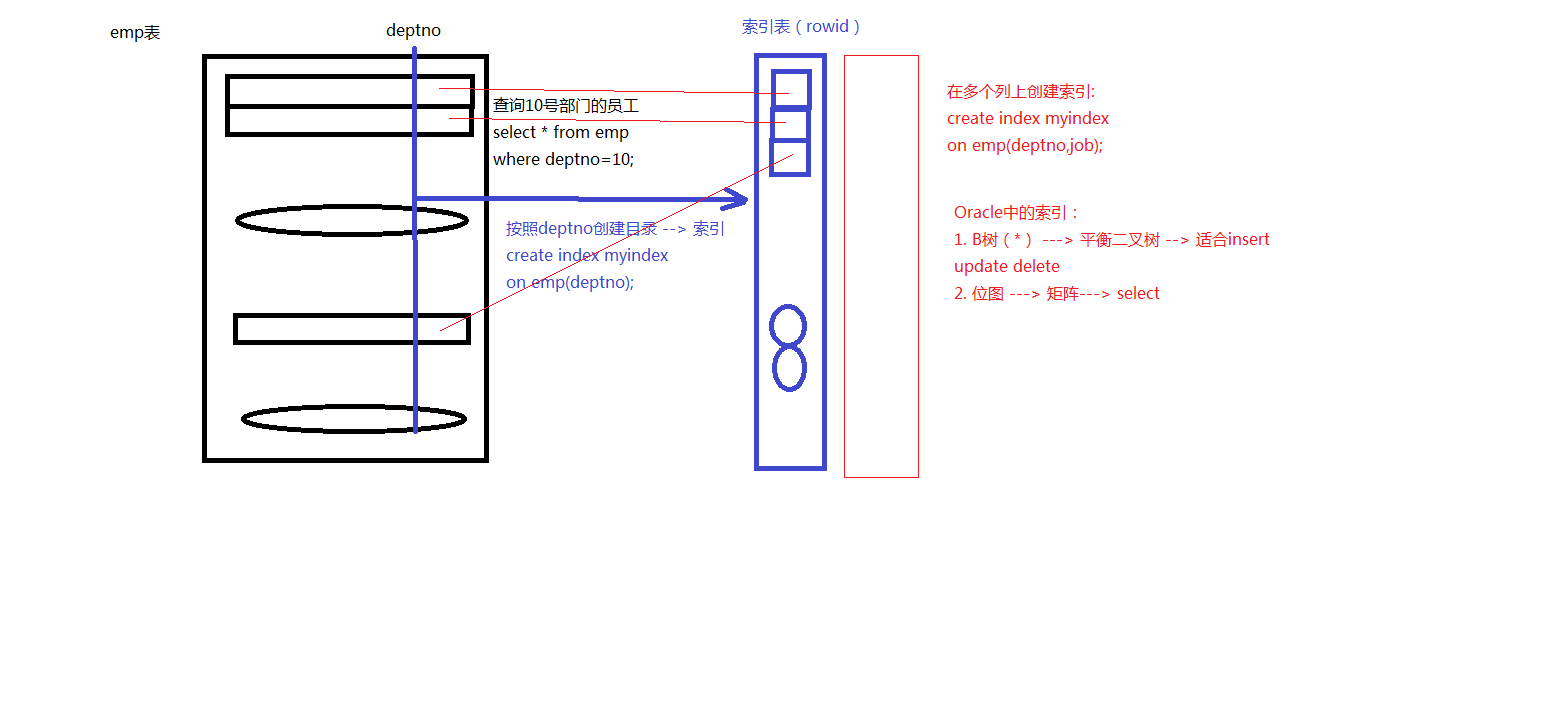 emp表
deptno
索引表（rowid）
查询10号部门的员工
select * from emp
where deptno=10;
按照deptno创建目录 --> 索引
create index myindex
on emp(deptno);
在多个列上创建索引:
create index myindex
on emp(deptno,job);
Oracle中的索引：
1. B树（*） ---> 平衡二叉树 --> 适合insert
update delete
2. 位图 ---> 矩阵---> select